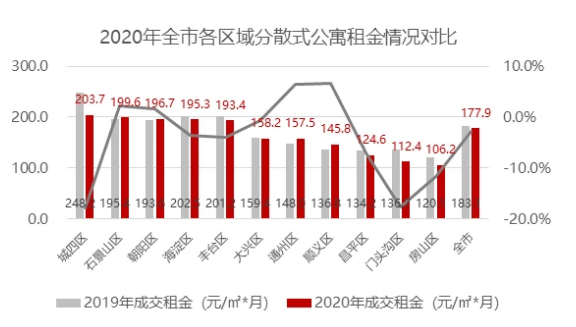 2020年全市各区域分散式公寓租金情况对比
300.0
200.0
100.0
0.0
10.0%
0.0%
-10.0%
-20.0%
203.7
199.6
196.7
195.3
193.4
158.2
157.5
145.8
124.6
112.4
106.2
177.9
城四区
石景山区
朝阳区
海淀区
丰台区
大兴区
通州区
顺义区
昌平区
门头沟区
房山区
全市
2019年成交租金 (元/㎡*月)
2020年成交租金 (元/㎡*月)